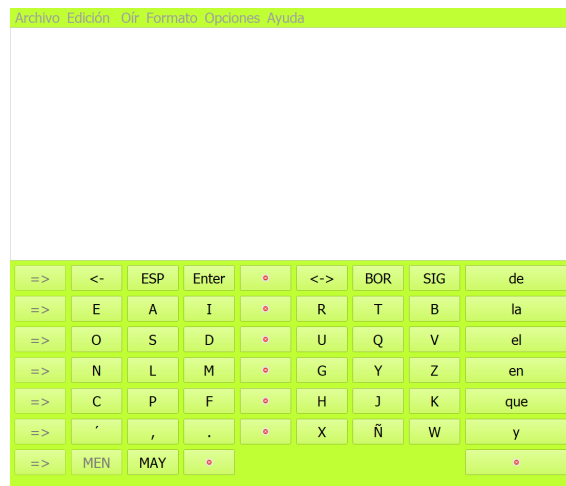 Archivo Edición Oír Formato Opciones Ayuda
=> <- ESP Enter <-> BOR SIG de
=> E A I R T B la
=> O S D U Q V el
=> N L M G Y Z en
=> C P F H J K que
=> ´ , . X Ñ W y
=> MEN MAY